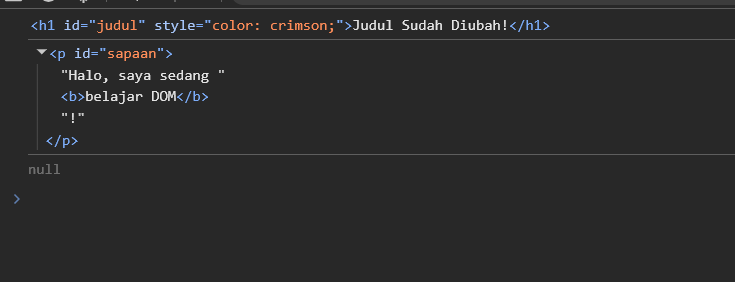 <h1 id="judul" style="color: crimson;">Judul Sudah Diubah!</h1>
<p id="sapaan">
"Halo, saya sedang "
<b>belajar DOM</b>
"!"
</p>
null